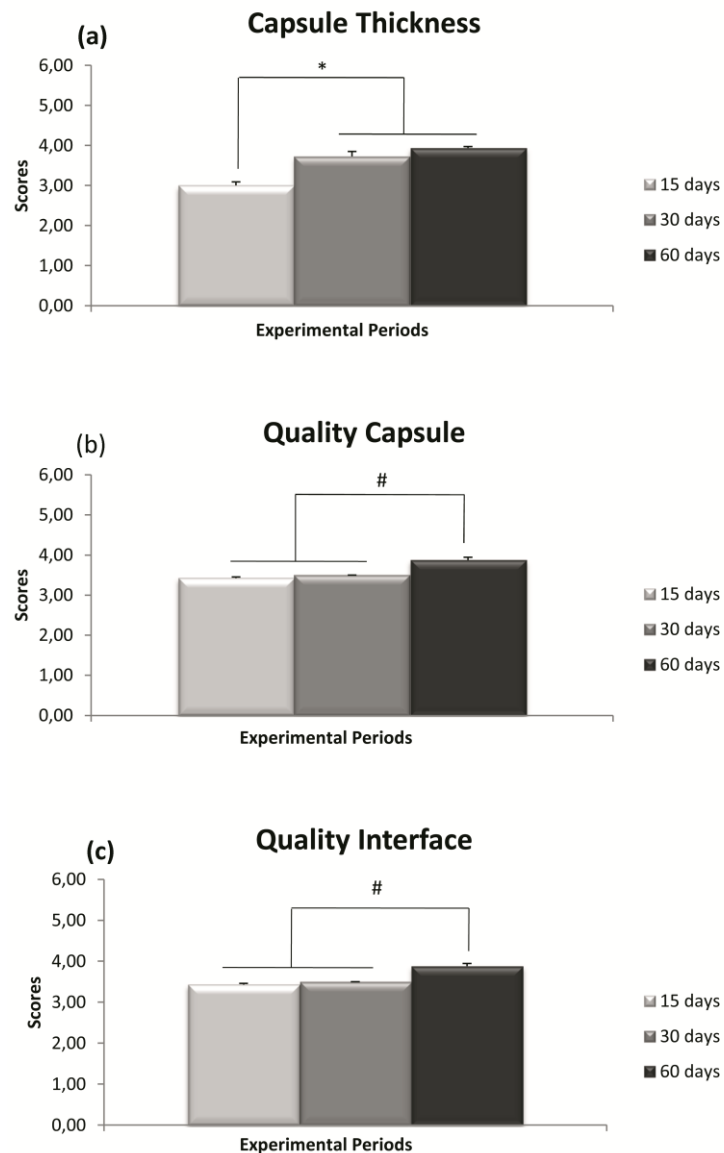 (a)
Capsule Thickness
6,00
5,00
4,00
3,00
2,00
1,00
0,00
Scores
*
Experimental Periods
15 days
30 days
60 days
(b)
Quality Capsule
6,00
5,00
4,00
3,00
2,00
1,00
0,00
Scores
#
Experimental Periods
15 days
30 days
60 days
(c)
Quality Interface
6,00
5,00
4,00
3,00
2,00
1,00
0,00
Scores
#
Experimental Periods
15 days
30 days
60 days